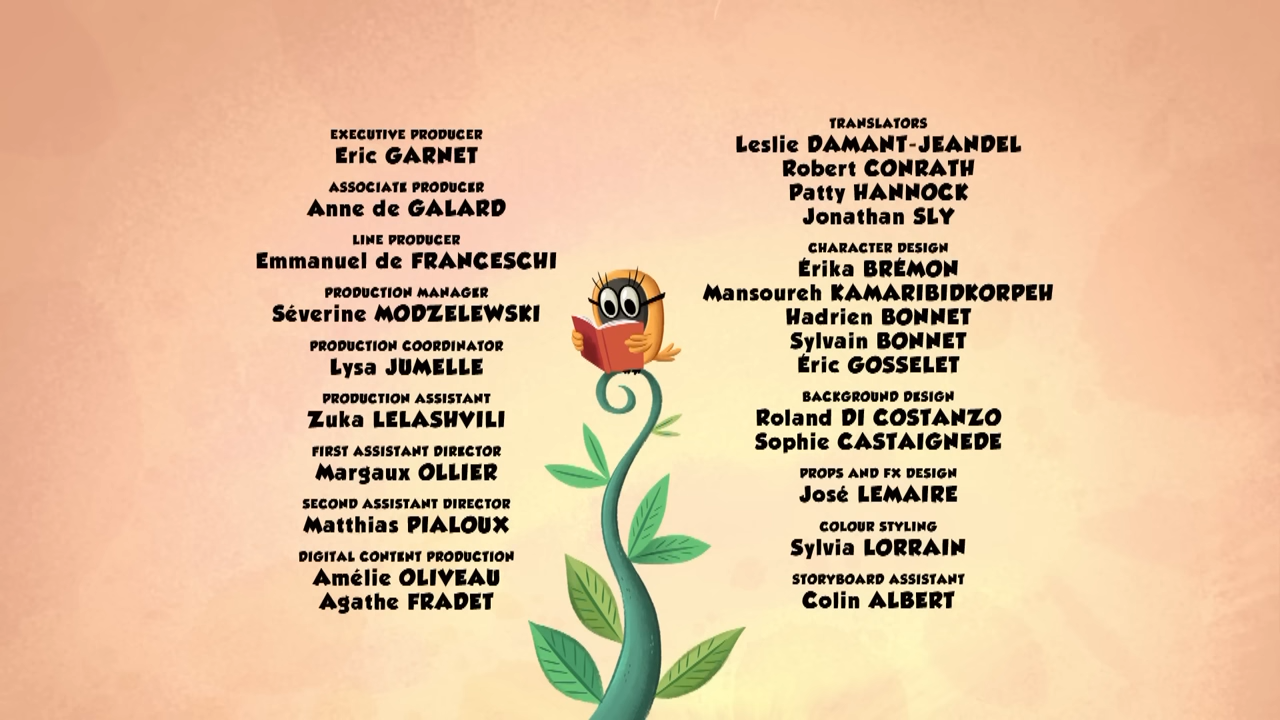 EXECUTIVE PRODUCER
Eric GARNET
ASSOCIATE PRODUCER
Anne de GALARD
LINE PRODUCER
Emmanuel de FRANCESCHI
PRODUCTION MANAGER
Séverine MODZELEWSKI
PRODUCTION COORDINATOR
Lysa JUMELLE
PRODUCTION ASSISTANT
Zuka LELASHVILI
FIRST ASSISTANT DIRECTOR
Margaux OLLIER
SECOND ASSISTANT DIRECTOR
Matthias PIALOUX
DIGITAL CONTENT PRODUCTION
Amélie OLIVEAU
Agathe FRADET
TRANSLATORS
Leslie DAMANT-JEANDEL
Robert CONRATH
Patty HANNOCK
Jonathan SLY
CHARACTER DESIGN
Érika BRÉMON
Mansoureh KAMARIBIDKORPEH
Hadrien BONNET
Sylvain BONNET
Éric GOSSELET
BACKGROUND DESIGN
Roland DI COSTANZO
Sophie CASTAIGNEDE
PROPS AND FX DESIGN
José LEMAIRE
COLOUR STYLING
Sylvia LORRAIN
STORYBOARD ASSISTANT
Colin ALBERT